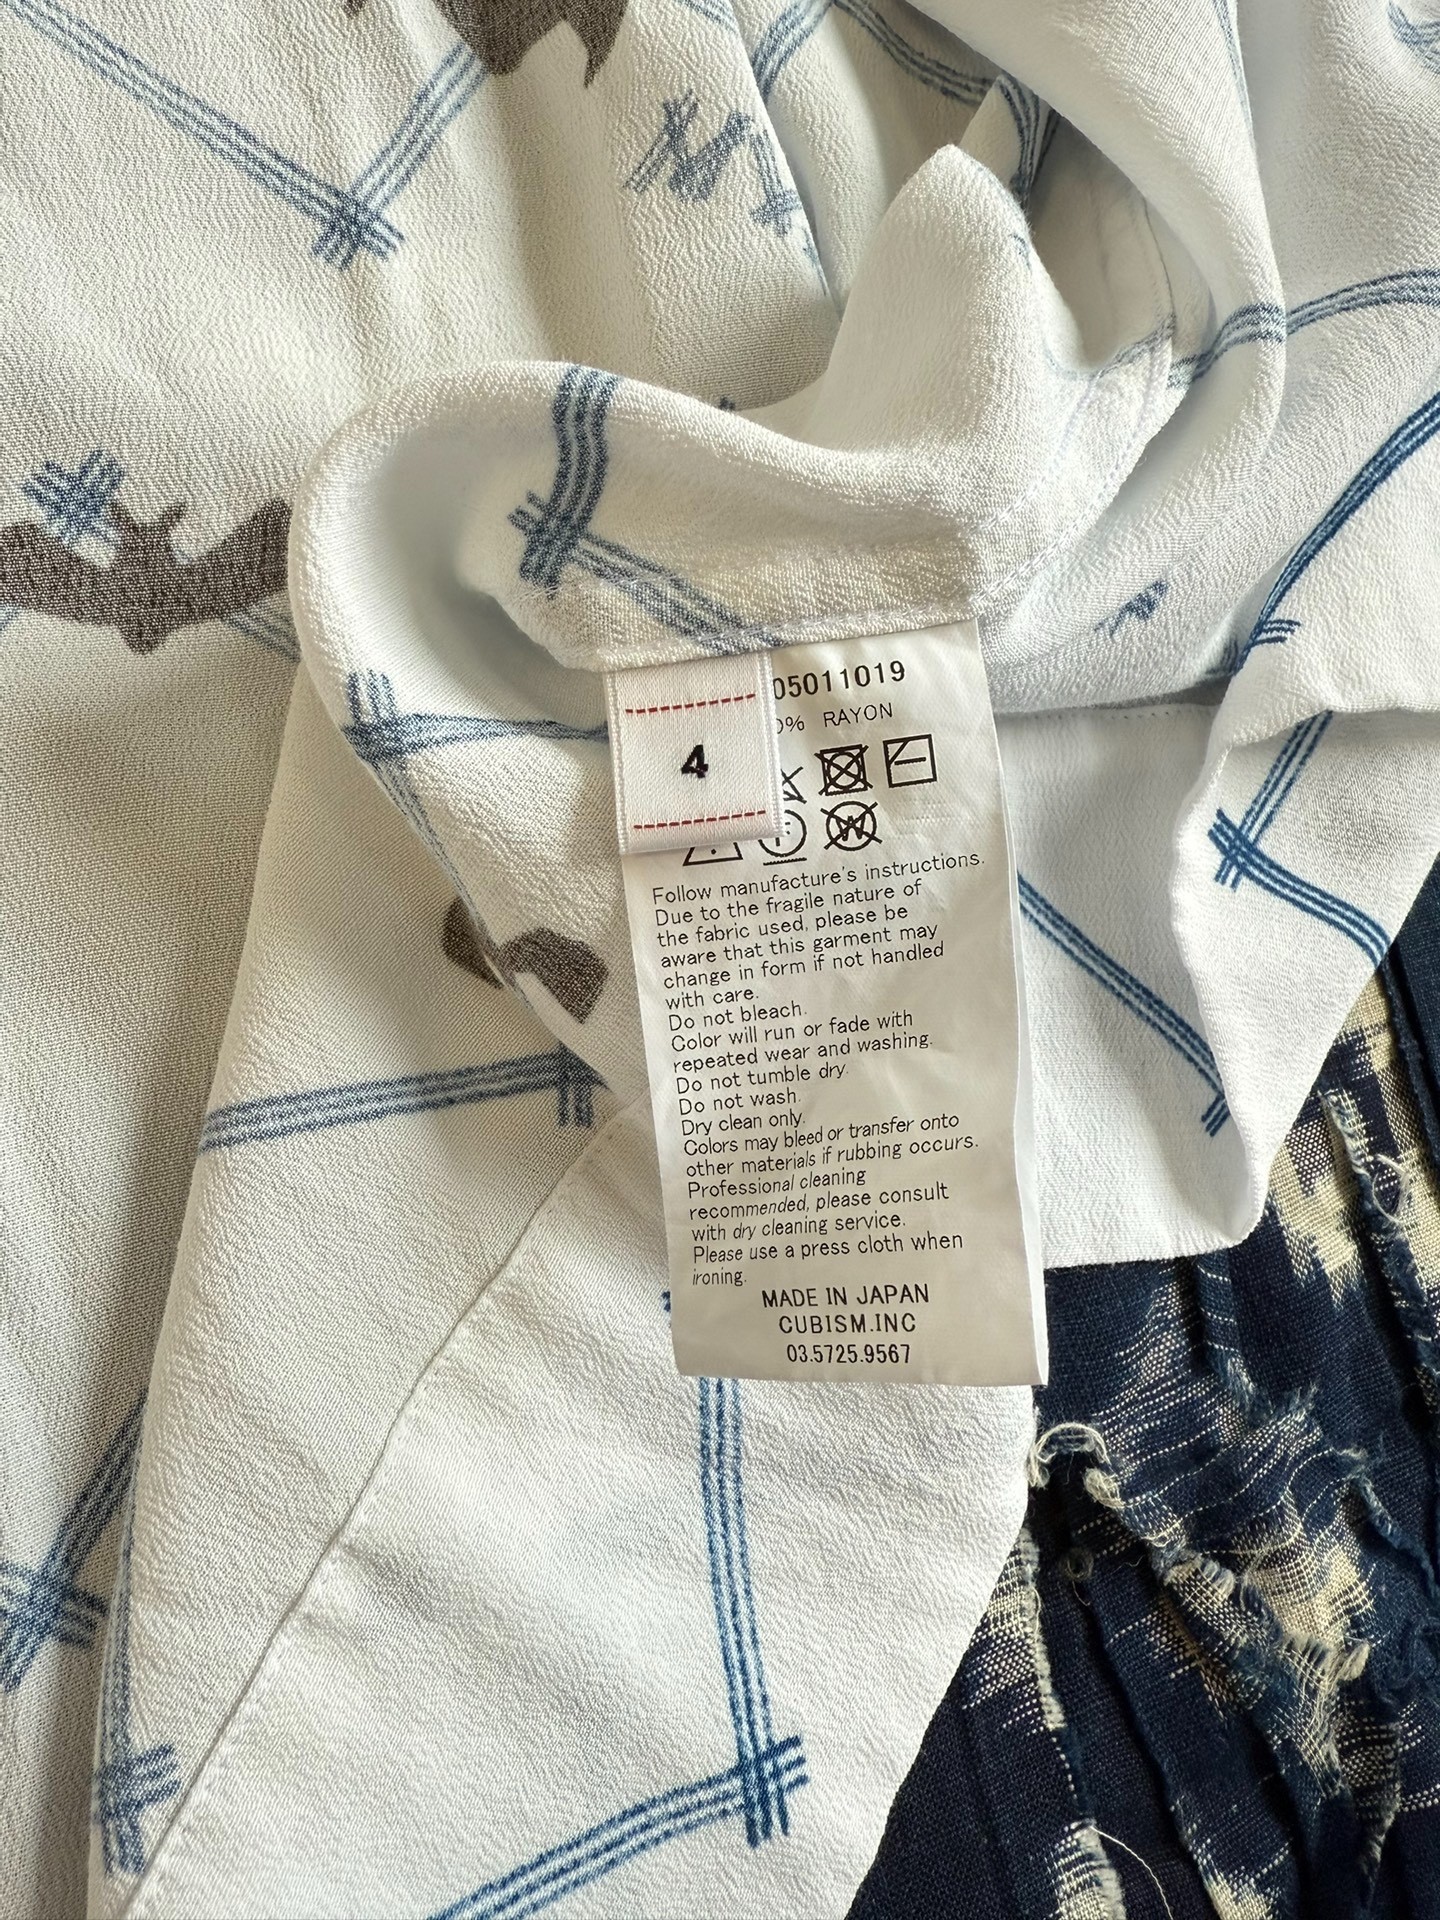 05011019
0% RAYON
4
W
Follow manufacture's instructions.
Due to the fragile nature of
the fabric used, please be
aware that this garment may
change in form if not handled
with care.
Do not bleach.
Color will run or fade with
repeated wear and washing.
Do not tumble dry.
Do not wash.
Dry clean only.
Colors may bleed or transfer onto
other materials if rubbing occurs.
Professional cleaning
recommended, please consult
with dry cleaning service.
Please use a press cloth when
ironing.
MADE IN JAPAN
CUBISM.INC
03.5725.9567